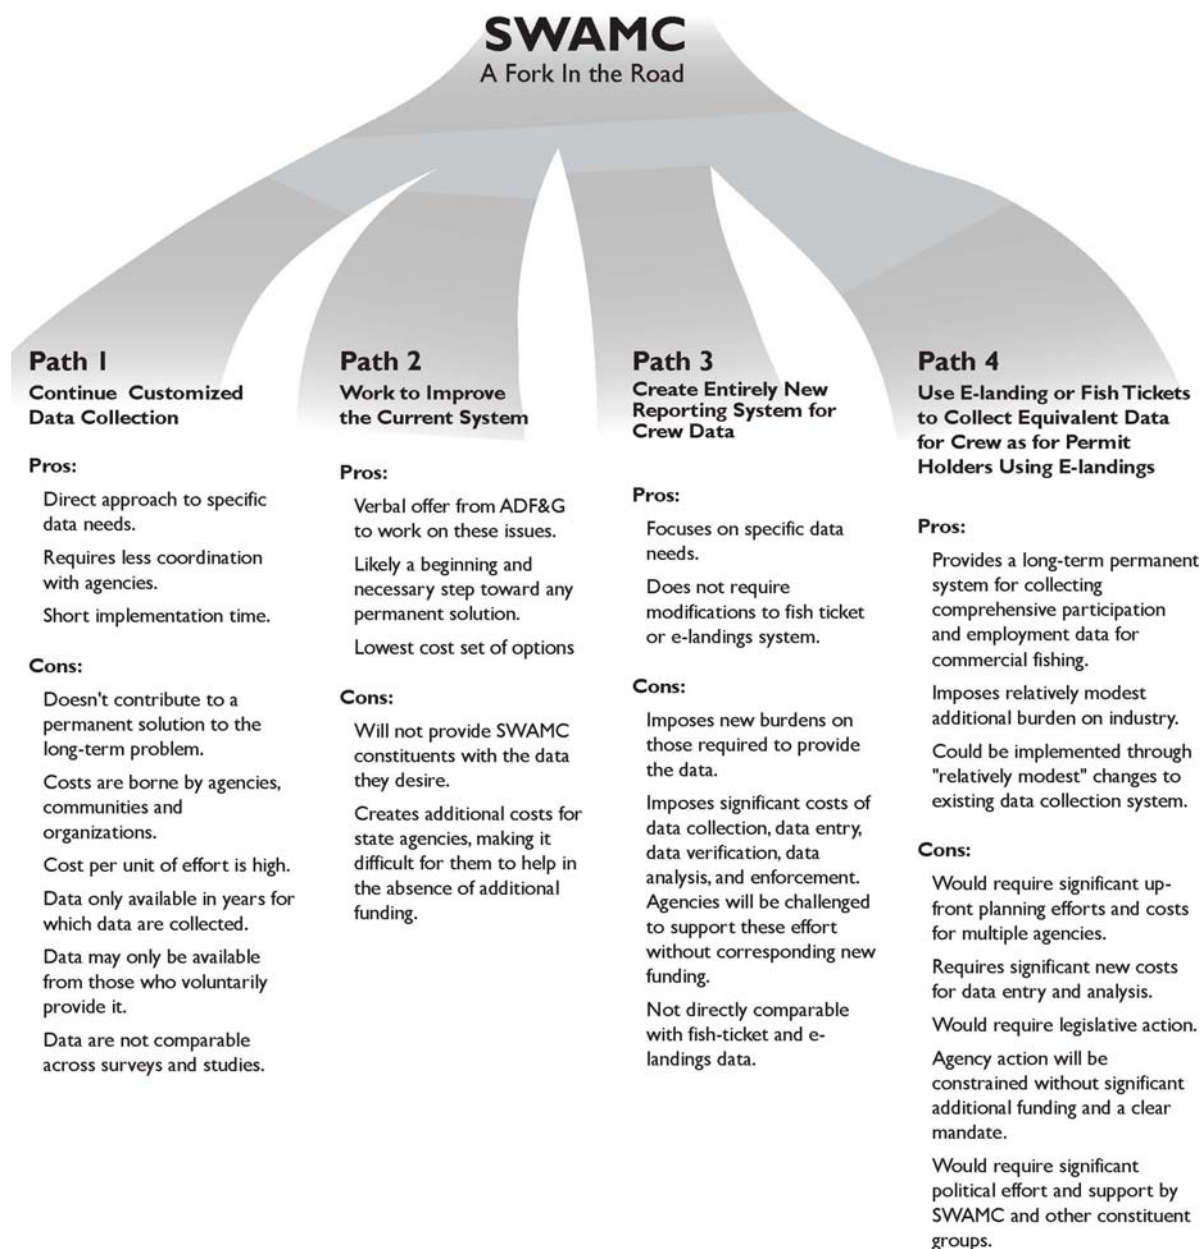 SWAMC
A Fork In the Road
Path 1
Continue Customized
Data Collection
Pros:
Direct approach to specific
data needs.
Requires less coordination
with agencies.
Short implementation time.
Cons:
Doesn't contribute to a
permanent solution to the
long-term problem.
Costs are borne by agencies,
communities and
organizations.
Cost per unit of effort is high.
Data only available in years for
which data are collected.
Data may only be available
from those who voluntarily
provide it.
Data are not comparable
across surveys and studies.
Path 2
Work to Improve
the Current System
Pros:
Verbal offer from ADF&G
to work on these issues.
Likely a beginning and
necessary step toward any
permanent solution.
Lowest cost set of options
Cons:
Will not provide SWAMC
constituents with the data
they desire.
Creates additional costs for
state agencies, making it
difficult for them to help in
the absence of additional
funding.
Path 3
Create Entirely New
Reporting System for
Crew Data
Pros:
Focuses on specific data
needs.
Does not require
modifications to fish ticket
or e-landings system.
Cons:
Imposes new burdens on
those required to provide
the data.
Imposes significant costs of
data collection, data entry,
data verification, data
analysis, and enforcement.
Agencies will be challenged
to support these effort
without corresponding new
funding.
Not directly comparable
with fish-ticket and e-
landings data.
Path 4
Use E-landing or Fish Tickets
to Collect Equivalent Data
for Crew as for Permit
Holders Using E-landings
Pros:
Provides a long-term permanent
system for collecting
comprehensive participation
and employment data for
commercial fishing.
Imposes relatively modest
additional burden on industry.
Could be implemented through
"relatively modest" changes to
existing data collection system.
Cons:
Would require significant up-
front planning efforts and costs
for multiple agencies.
Requires significant new costs
for data entry and analysis.
Would require legislative action.
Agency action will be
constrained without significant
additional funding and a clear
mandate.
Would require significant
political effort and support by
SWAMC and other constituent
groups.